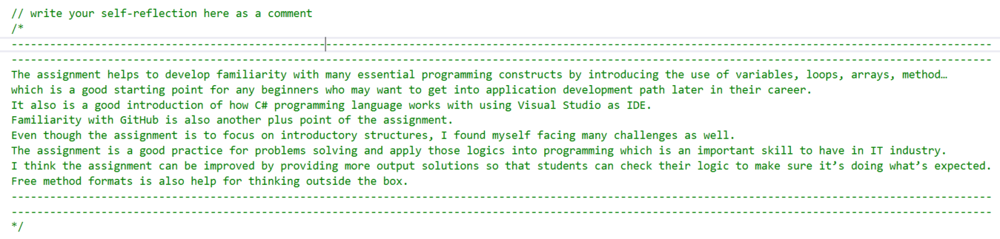 // write your self-reflection here as a comment
/*
---------------------------------------------------------------------------------------------------------------------------------------------------------
---------------------------------------------------------------------------------------------------------------------------------------------------------
The assignment helps to develop familiarity with many essential programming constructs by introducing the use of variables, loops, arrays, method…
which is a good starting point for any beginners who may want to get into application development path later in their career.
It also is a good introduction of how C# programming language works with using Visual Studio as IDE.
Familiarity with GitHub is also another plus point of the assignment.
Even though the assignment is to focus on introductory structures, I found myself facing many challenges as well.
The assignment is a good practice for problems solving and apply those logics into programming which is an important skill to have in IT industry.
I think the assignment can be improved by providing more output solutions so that students can check their logic to make sure it’s doing what’s expected.
Free method formats is also help for thinking outside the box.
---------------------------------------------------------------------------------------------------------------------------------------------------------
---------------------------------------------------------------------------------------------------------------------------------------------------------
*/